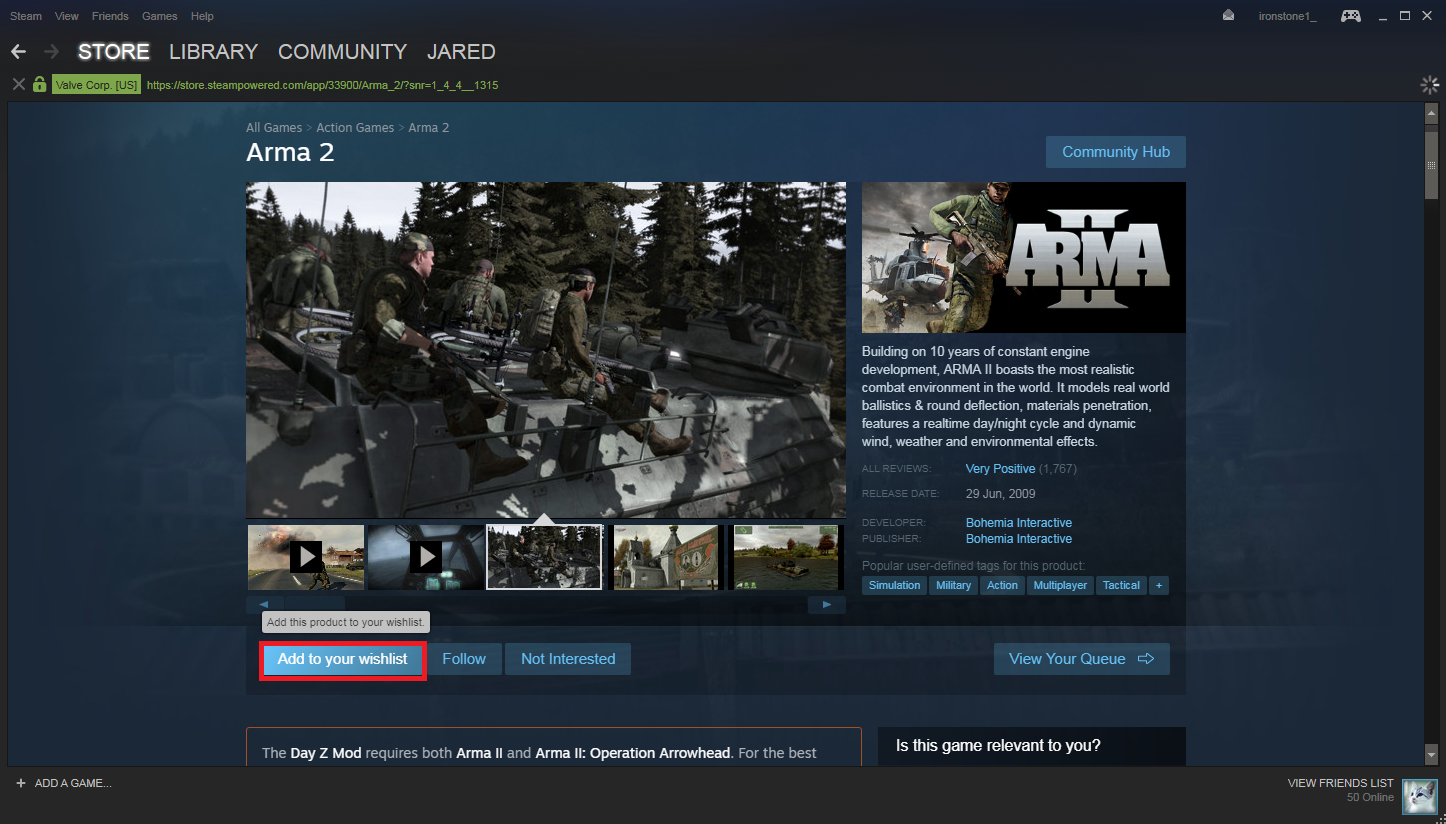 Steam View Friends Games Help
ironstone1_
STORE LIBRARY COMMUNITY JARED
Valve Corp. [US] https://store.steampowered.com/app/33900/Arma_2/?snr=1_4_4__1315
All Games > Action Games > Arma 2
Arma 2
Community Hub
II
ARMA
II
Building on 10 years of constant engine
development, ARMA II boasts the most realistic
combat environment in the world. It models real world
ballistics & round deflection, materials penetration,
features a realtime day/night cycle and dynamic
wind, weather and environmental effects.
ALL REVIEWS: Very Positive (1,767)
RELEASE DATE: 29 Jun, 2009
DEVELOPER: Bohemia Interactive
PUBLISHER: Bohemia Interactive
Popular user-defined tags for this product:
Simulation Military Action Multiplayer Tactical +
Add this product to your wishlist.
Add to your wishlist Follow Not Interested
View Your Queue
The Day Z Mod requires both Arma II and Arma II: Operation Arrowhead. For the best
Is this game relevant to you?
+ ADD A GAME...
VIEW FRIENDS LIST
50 Online